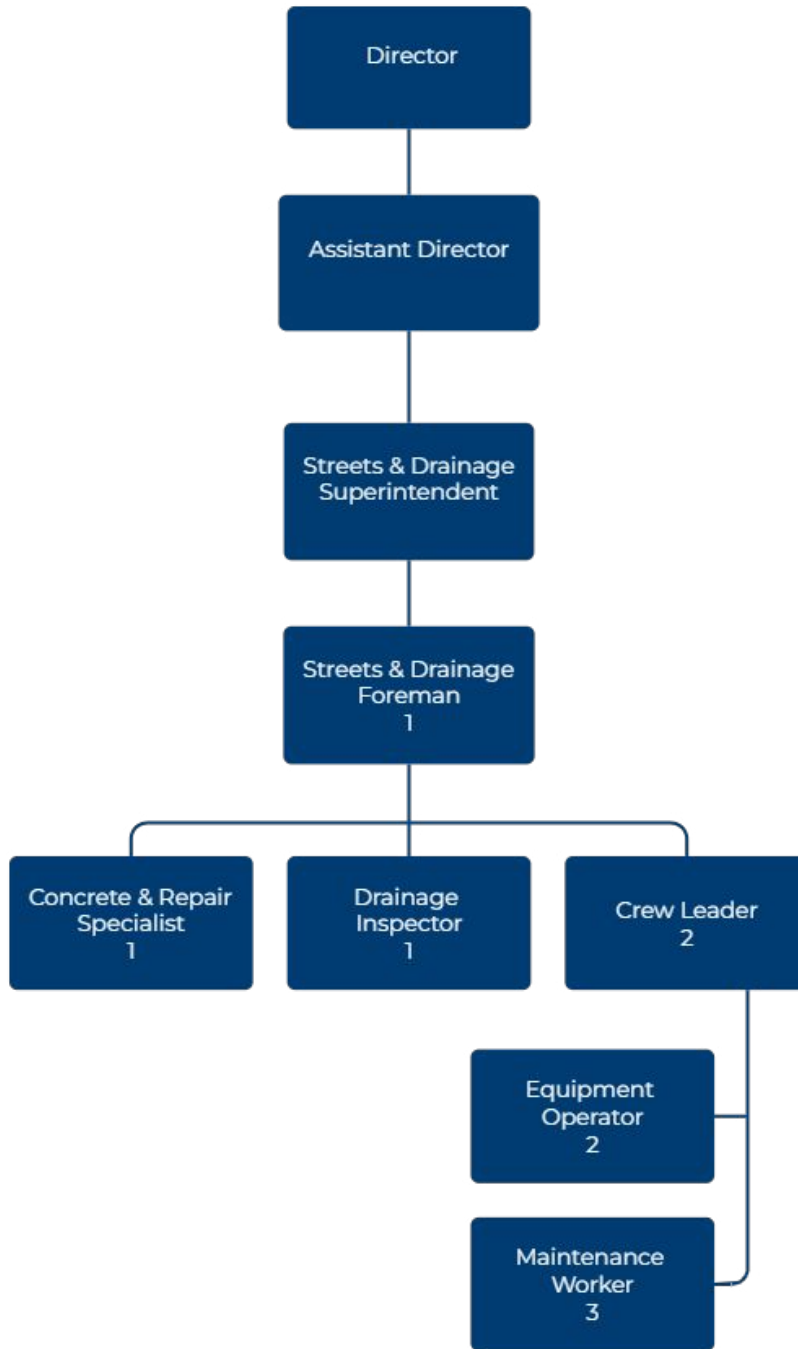 Director
Assistant Director
Streets & Drainage
Superintendent
Streets & Drainage
Foreman
1
Concrete & Repair
Specialist
1
Drainage
Inspector
1
Crew Leader
2
Equipment
Operator
2
Maintenance
Worker
3